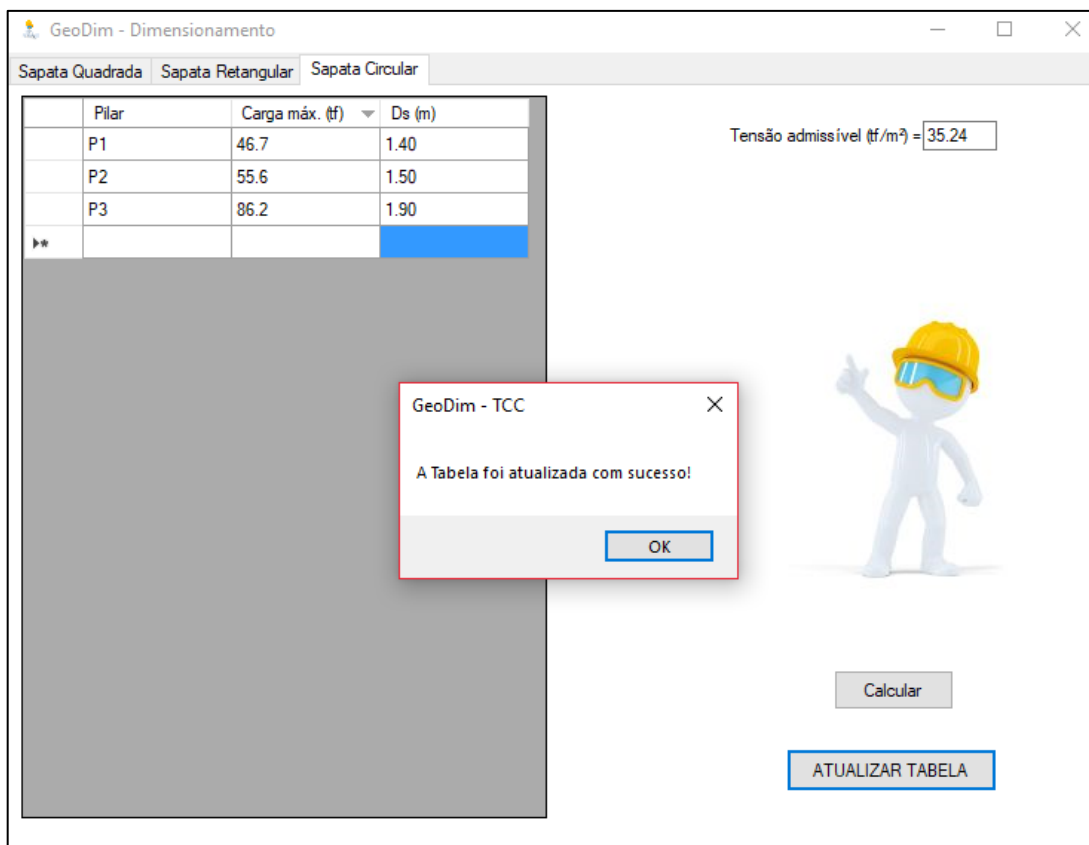 GeoDim - Dimensionamento
Sapata Quadrada Sapata Retangular Sapata Circular
Pilar Carga máx. (tf) Ds (m)
P1 46.7 1.40
P2 55.6 1.50
P3 86.2 1.90
Tensão admissível (tf/m²) = 35.24
GeoDim - TCC
A Tabela foi atualizada com sucesso!
OK
Calcular
ATUALIZAR TABELA